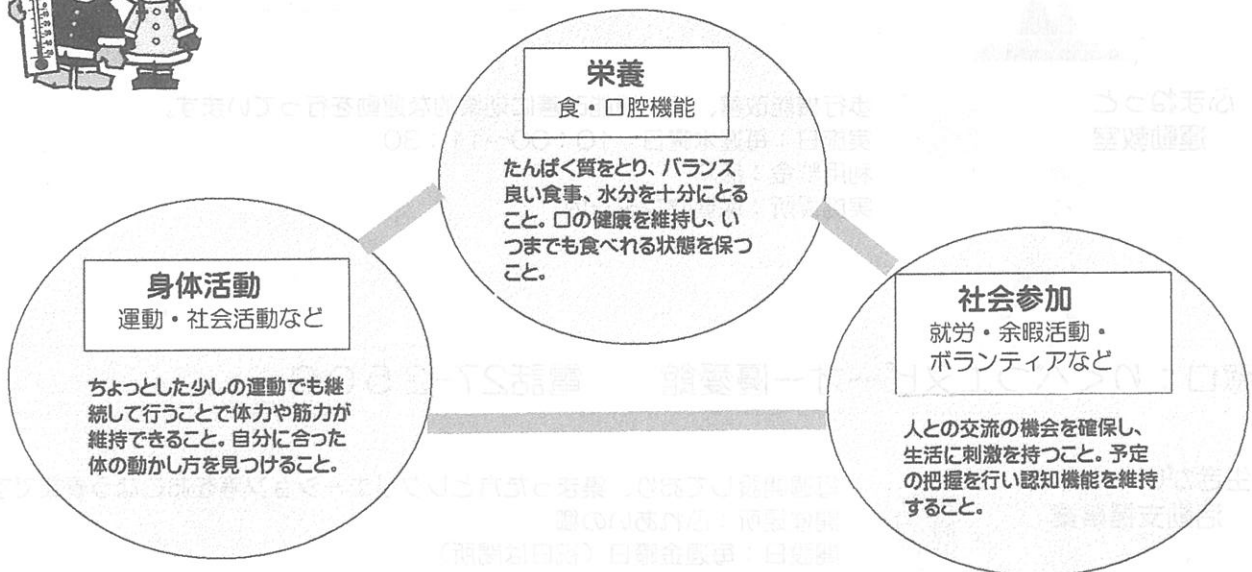 栄養
食・口腔機能
たんぱく質をとり、バランス
良い食事、水分を十分にとる
こと。口の健康を維持し、い
つまでも食べれる状態を保つ
こと。
身体活動
運動・社会活動など
ちょっとした少しの運動でも継
続して行うことで体力や筋力が
維持できること。自分に合った
体の動かし方を見つけること。
社会参加
就労・余暇活動・
ボランティアなど
人との交流の機会を確保し、
生活に刺激を持つこと。予定
の把握を行い認知機能を維持
すること。